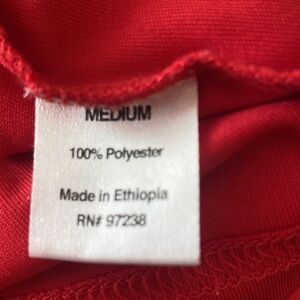 MEDIUM
100% Polyester
Made in Ethiopia
RN# 97238